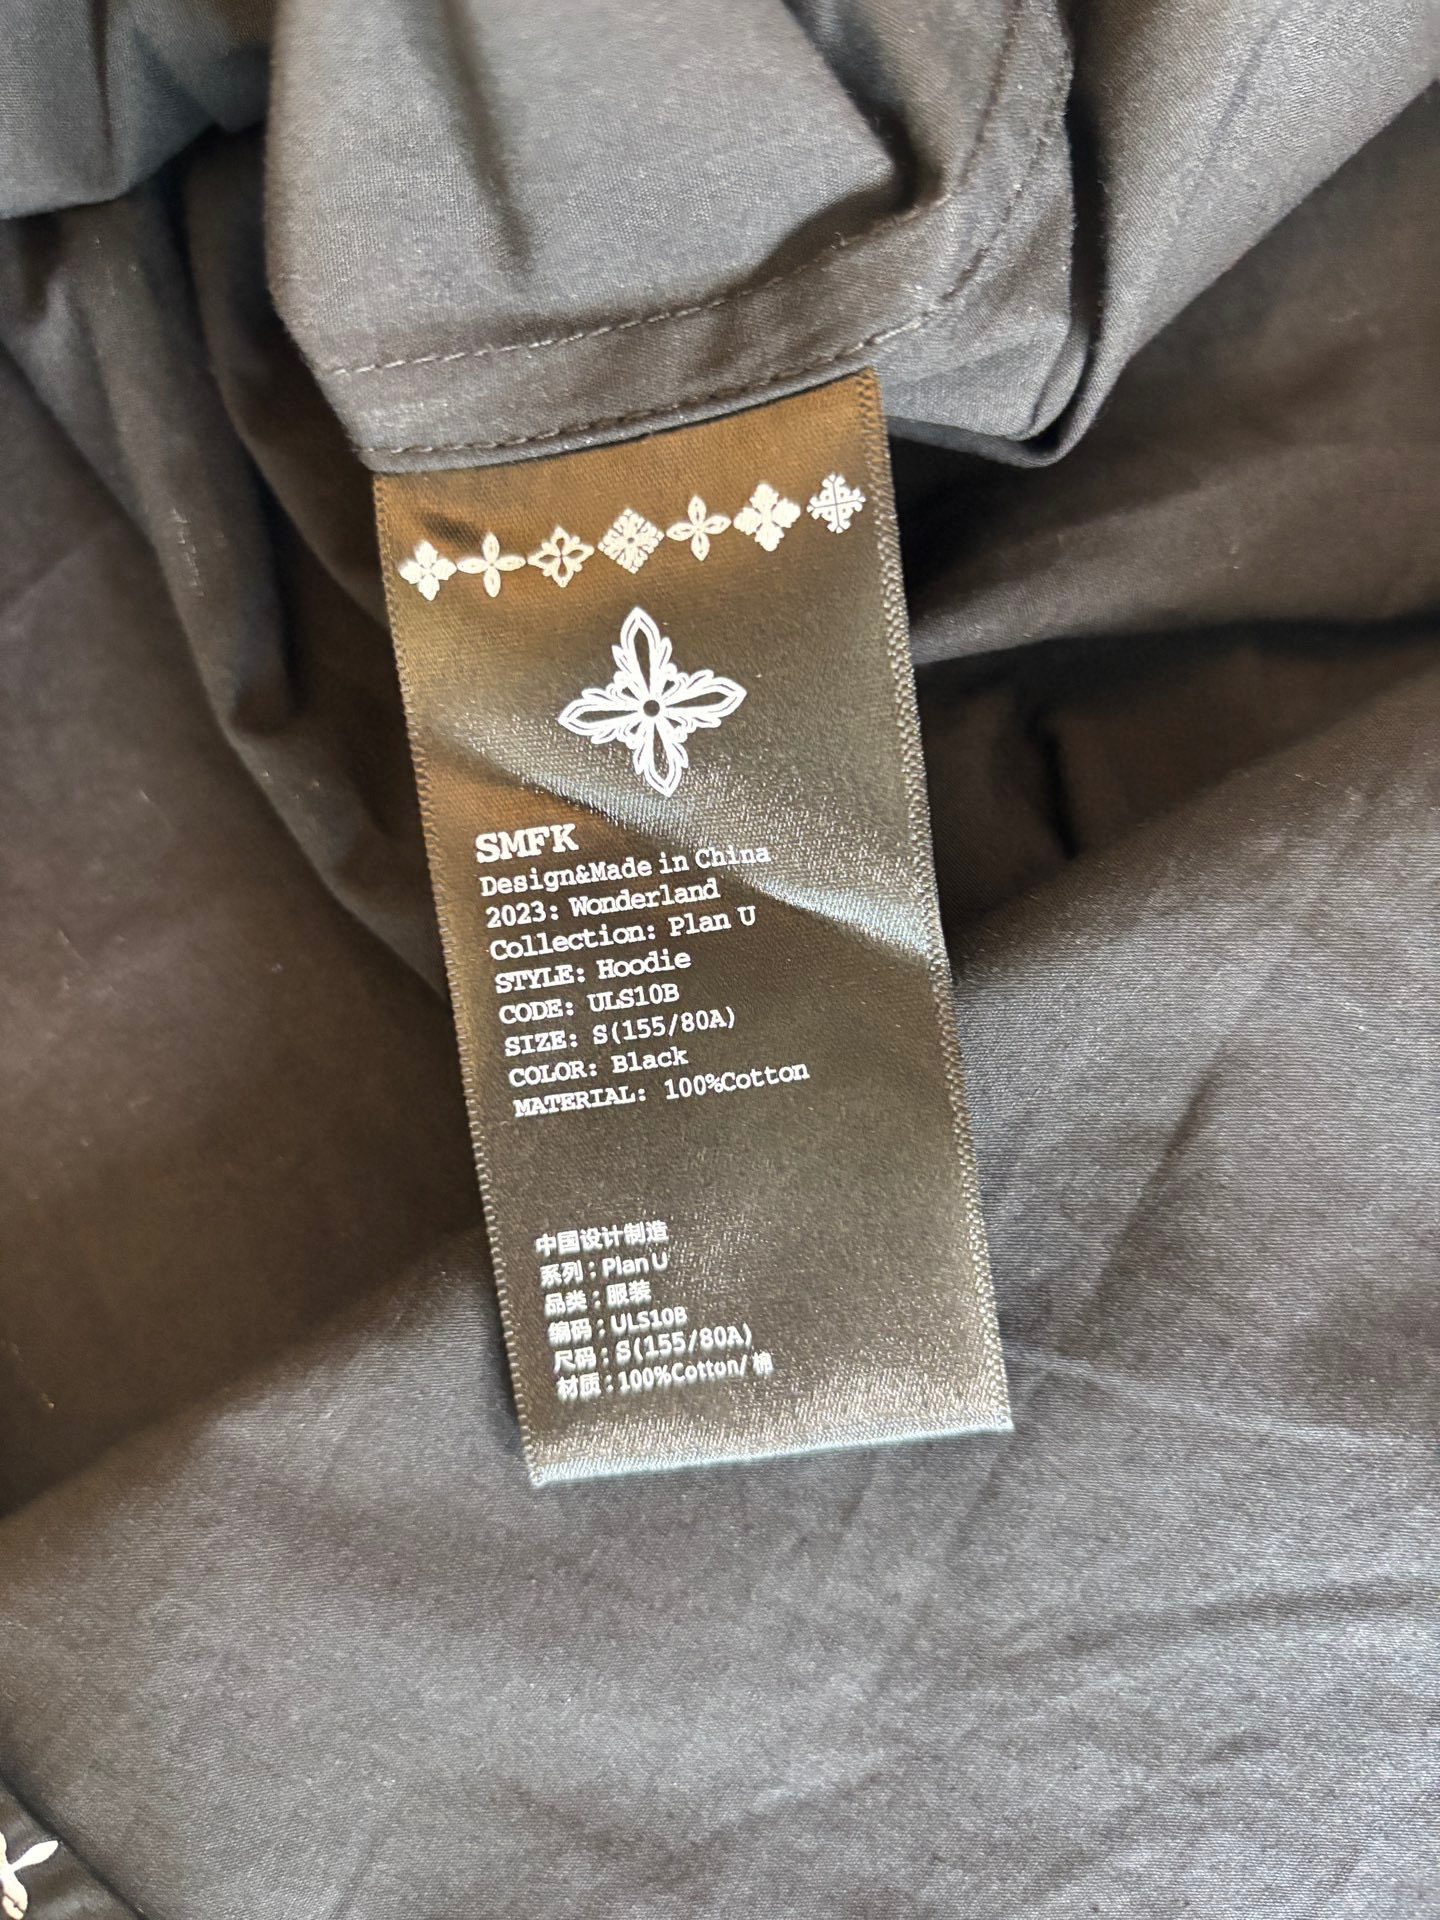 SMFK
Design&Made in China
2023: Wonderland
Collection: Plan U
STYLE: Hoodie
CODE: ULS10B
SIZE: S(155/80A)
COLOR: Black
MATERIAL: 100%Cotton
中国设计制造
系列：Plan U
品类：服装
编码：ULS10B
尺码：S(155/80A)
材质：100%Cotton/棉